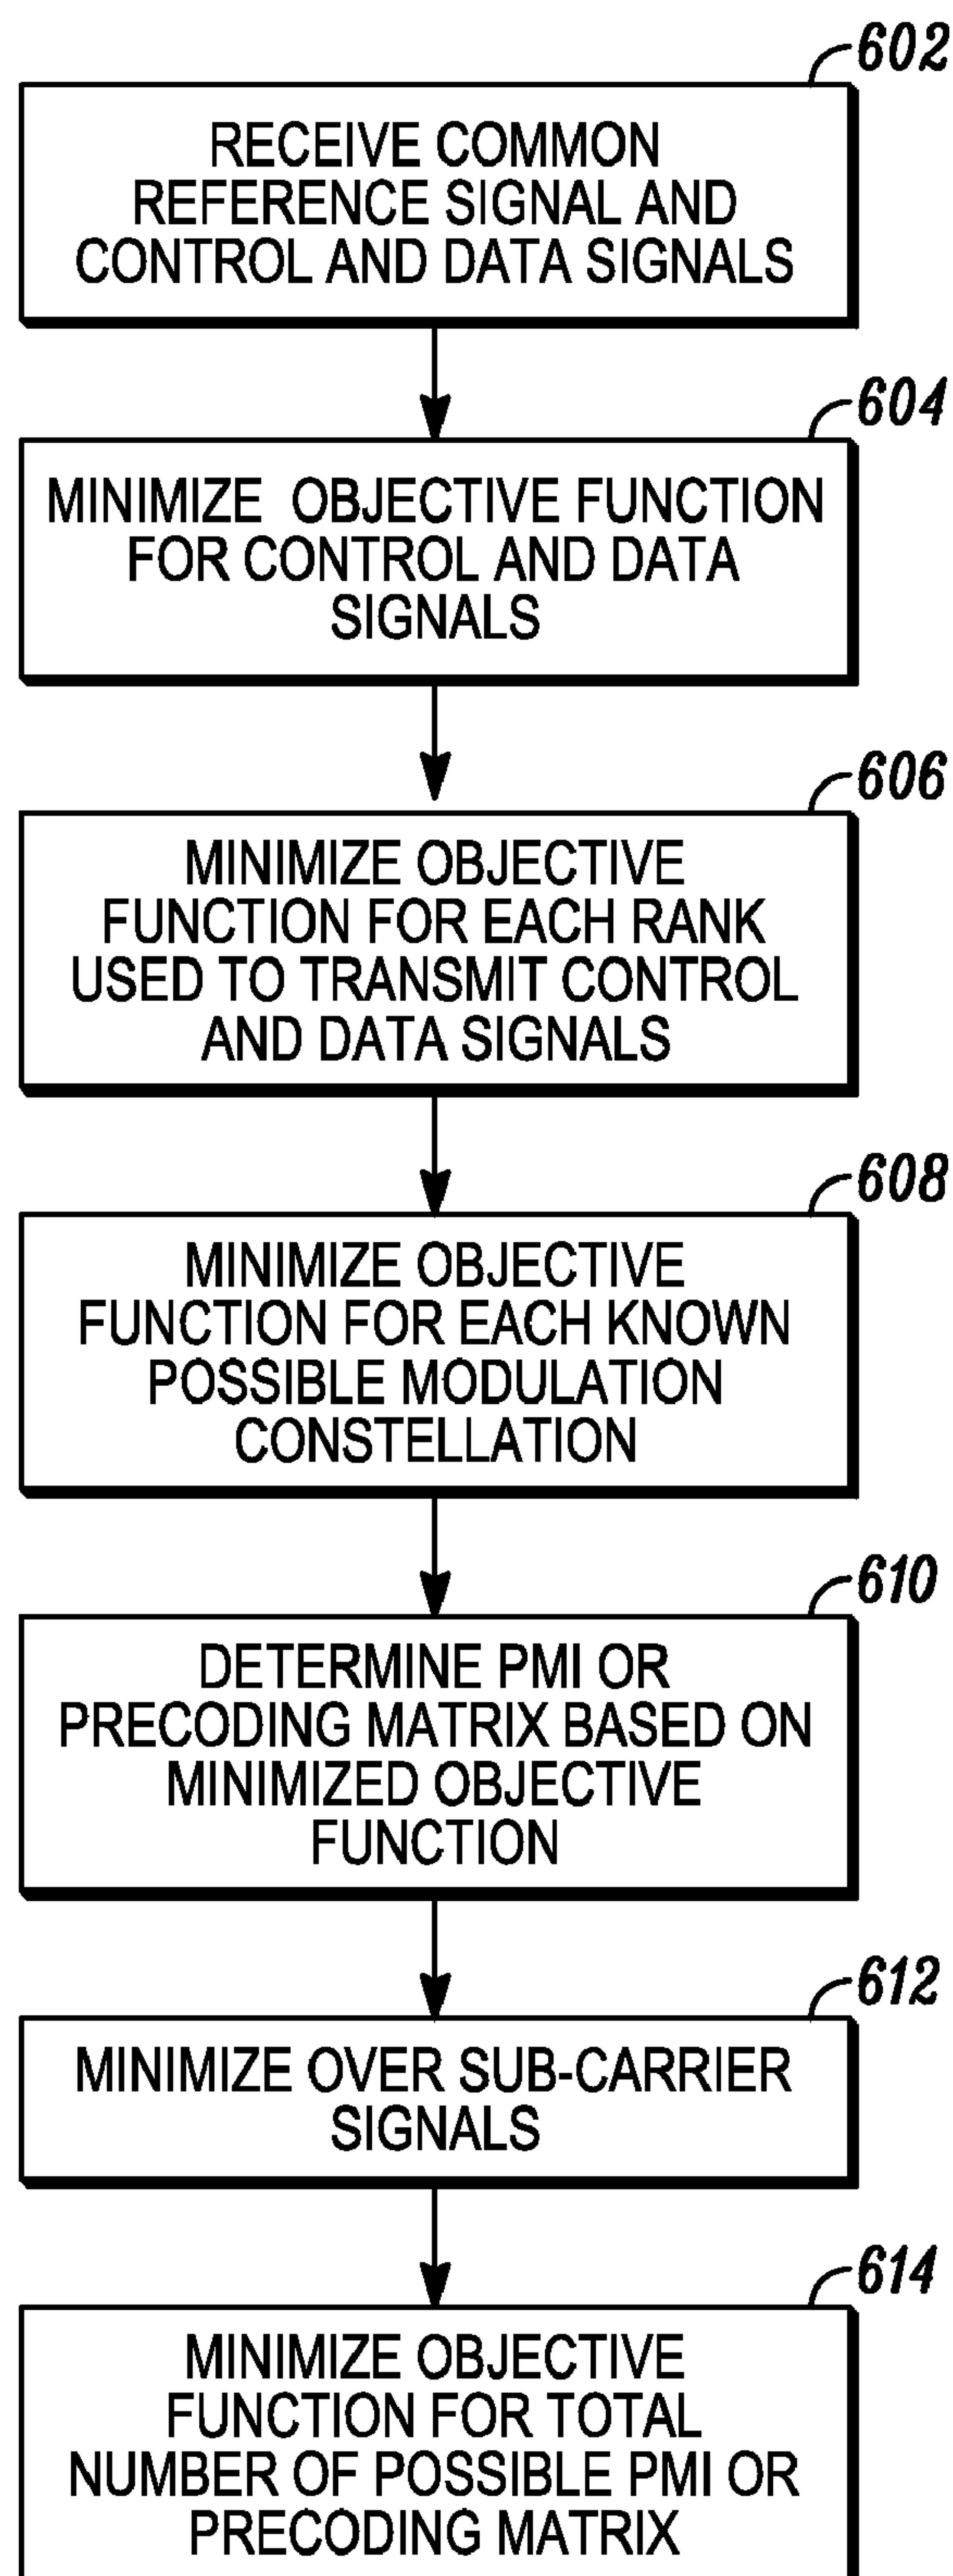 602
RECEIVE COMMON
REFERENCE SIGNAL AND
CONTROL AND DATA SIGNALS
604
MINIMIZE OBJECTIVE FUNCTION
FOR CONTROL AND DATA
SIGNALS
606
MINIMIZE OBJECTIVE
FUNCTION FOR EACH RANK
USED TO TRANSMIT CONTROL
AND DATA SIGNALS
608
MINIMIZE OBJECTIVE
FUNCTION FOR EACH KNOWN
POSSIBLE MODULATION
CONSTELLATION
610
DETERMINE PMI OR
PRECODING MATRIX BASED ON
MINIMIZED OBJECTIVE
FUNCTION
612
MINIMIZE OVER SUB-CARRIER
SIGNALS
614
MINIMIZE OBJECTIVE
FUNCTION FOR TOTAL
NUMBER OF POSSIBLE PMI OR
PRECODING MATRIX